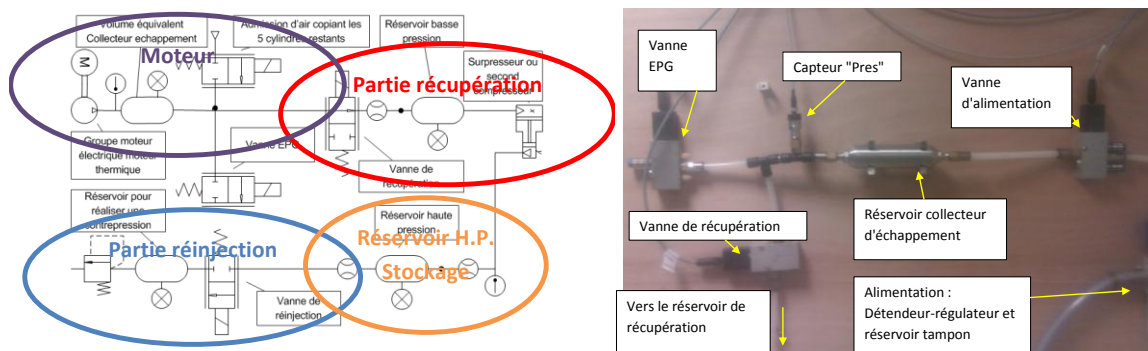 Volume équivalent
Collecteur echappement
Admission d'air copiant les
5 cylindres restants
Réservoir basse
pression
Moteur
M
Surpresseur ou
second
compresseur
Partie récupération
Groupe moteur
électrique moteur
thermique
Vanne EPG
Vanne de
récupération
Réservoir pour
réaliser une
contrepression
Réservoir haute
pression
Partie réinjection
Réservoir H.P.
Stockage
Vanne de
réinjection
Vanne
EPG
Capteur "Pres"
Vanne
d'alimentation
Vanne de récupération
Réservoir collecteur
d'échappement
Vers le réservoir de
récupération
Alimentation :
Détendeur-régulateur et
réservoir tampon